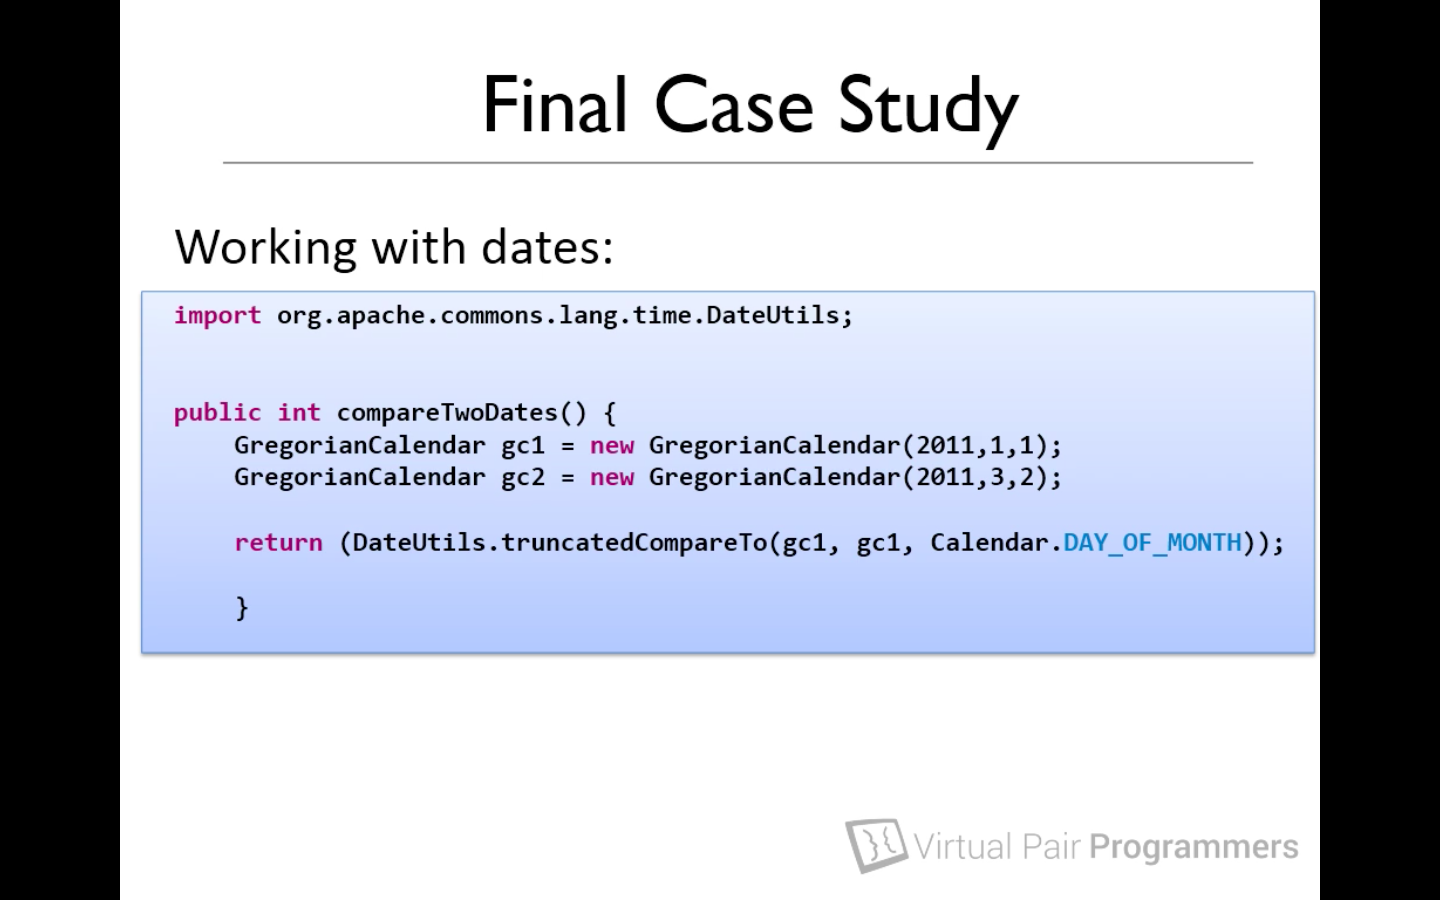 Final Case Study
Working with dates:
import org.apache.commons.lang.time.DateUtils;
public int compareTwoDates() {
GregorianCalendar gc1 = new GregorianCalendar(2011,1,1);
GregorianCalendar gc2 = new GregorianCalendar(2011,3,2);
return (DateUtils.truncatedCompareTo(gc1, gc1, Calendar.DAY_OF_MONTH));
}
Virtual Pair Programmers